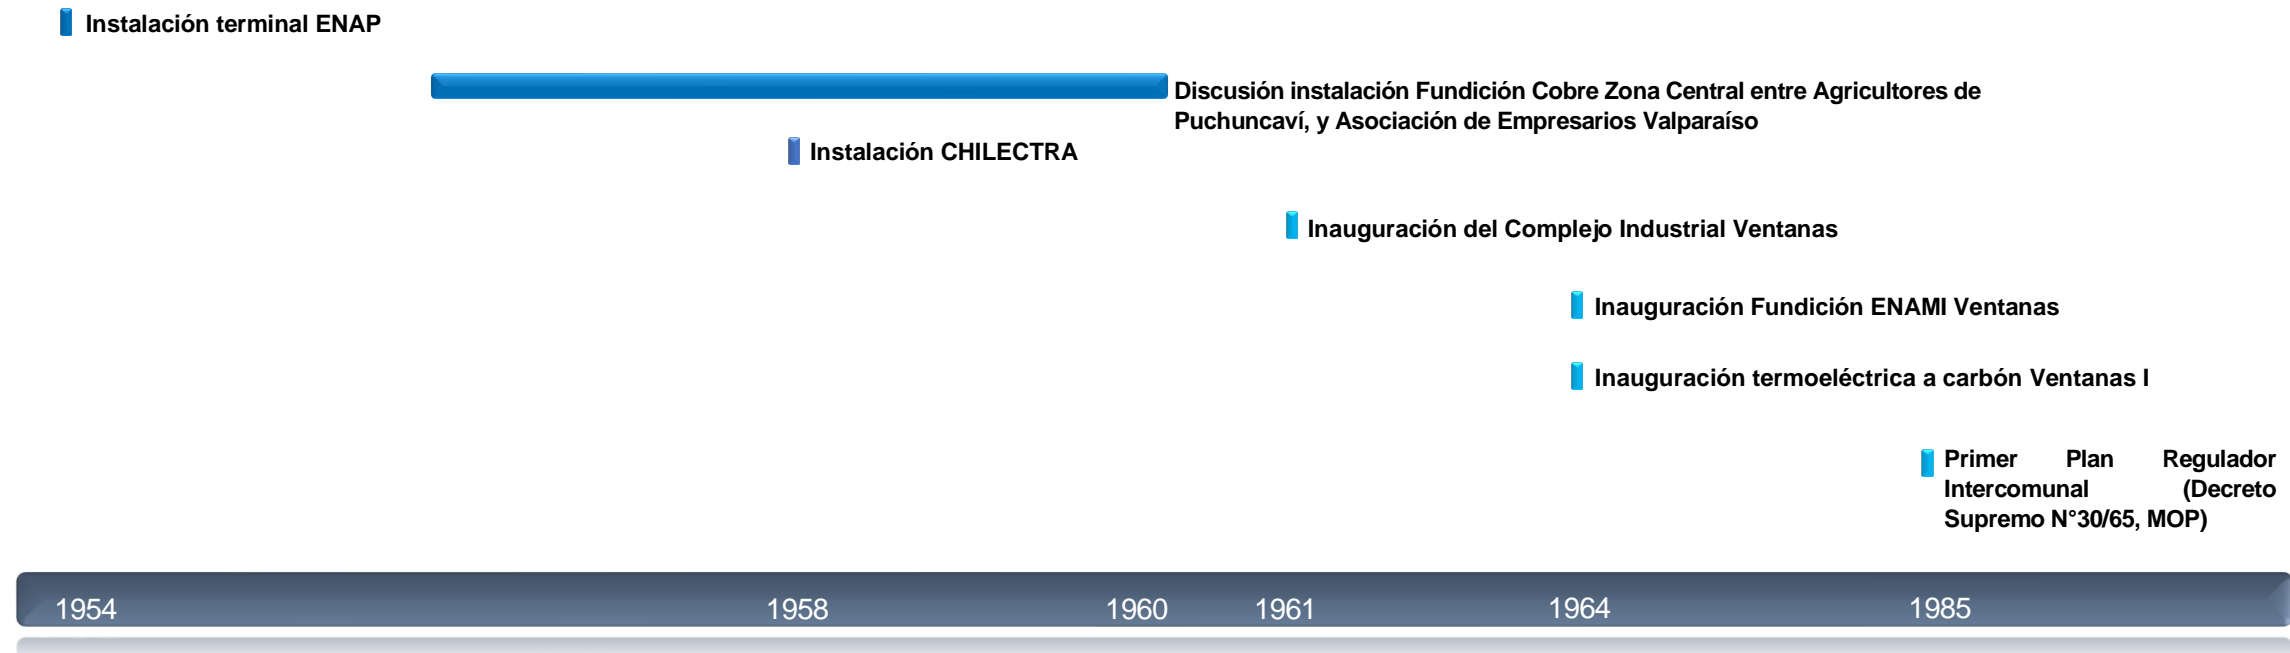 Instalación terminal ENAP
Discusión instalación Fundición Cobre Zona Central entre Agricultores de
Puchuncaví, y Asociación de Empresarios Valparaíso
Instalación CHILECTRA
Inauguración del Complejo Industrial Ventanas
Inauguración Fundición ENAMI Ventanas
Inauguración termoeléctrica a carbón Ventanas I
Primer Plan Regulador
Intercomunal (Decreto
Supremo N°30/65, MOP)
1954 1958 1960 1961 1964 1985